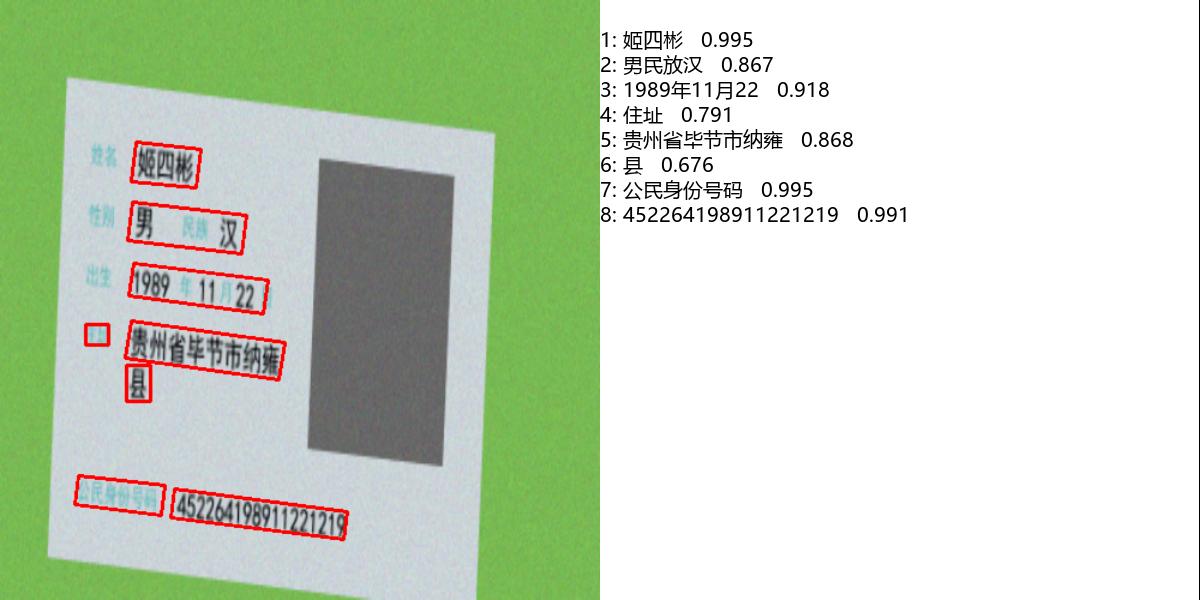 姓名 姬四彬
性别 男 民族 汉
出生 1989 年 11 月 22 日
住址 贵州省毕节市纳雍
县
公民身份号码 452264198911221219
1: 姬四彬 0.995
2: 男民放汉 0.867
3: 1989年11月22 0.918
4: 住址 0.791
5: 贵州省毕节市纳雍 0.868
6: 县 0.676
7: 公民身份号码 0.995
8: 452264198911221219 0.991